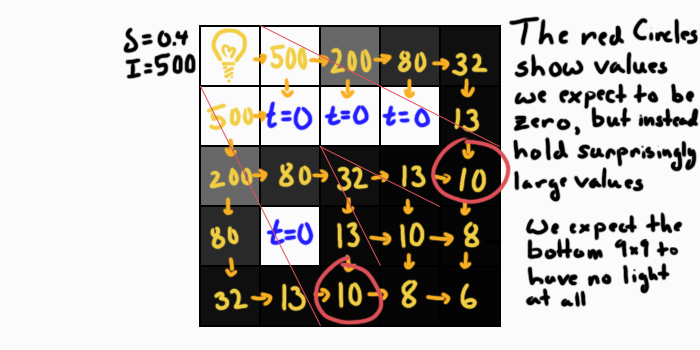 S = 0.4
I = 500
500 200 80 32
500 t=0 t=0 t=0 13
200 80 32 13 10
80 t=0 13 10 8
32 13 10 8 6
The red Circles
show values
we expect to be
zero, but instead
hold surprisingly
large values
We expect the
bottom 9x9 to
have no light
at all